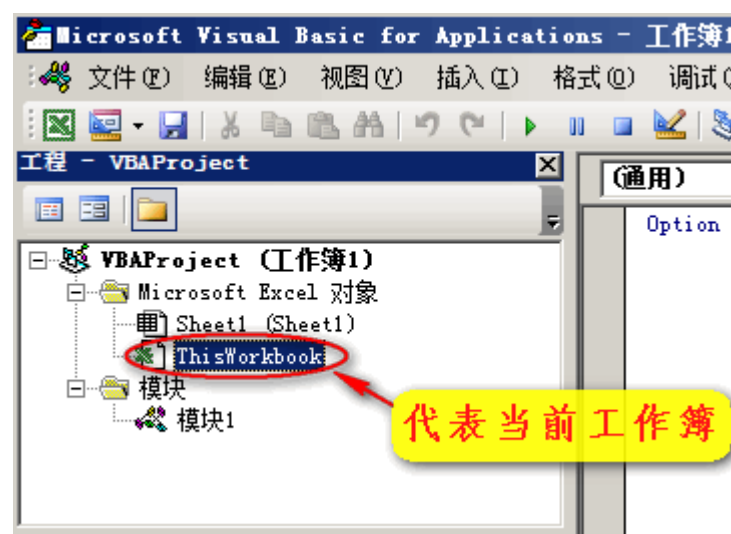 Microsoft Visual Basic for Applications - 工作簿1
文件(F) 编辑(E) 视图(V) 插入(I) 格式(O) 调试(
工程 - VBAProject
(通用)
Option
VBAProject (工作簿1)
Microsoft Excel 对象
Sheet1 (Sheet1)
ThisWorkbook
模块
模块1
代表当前工作簿